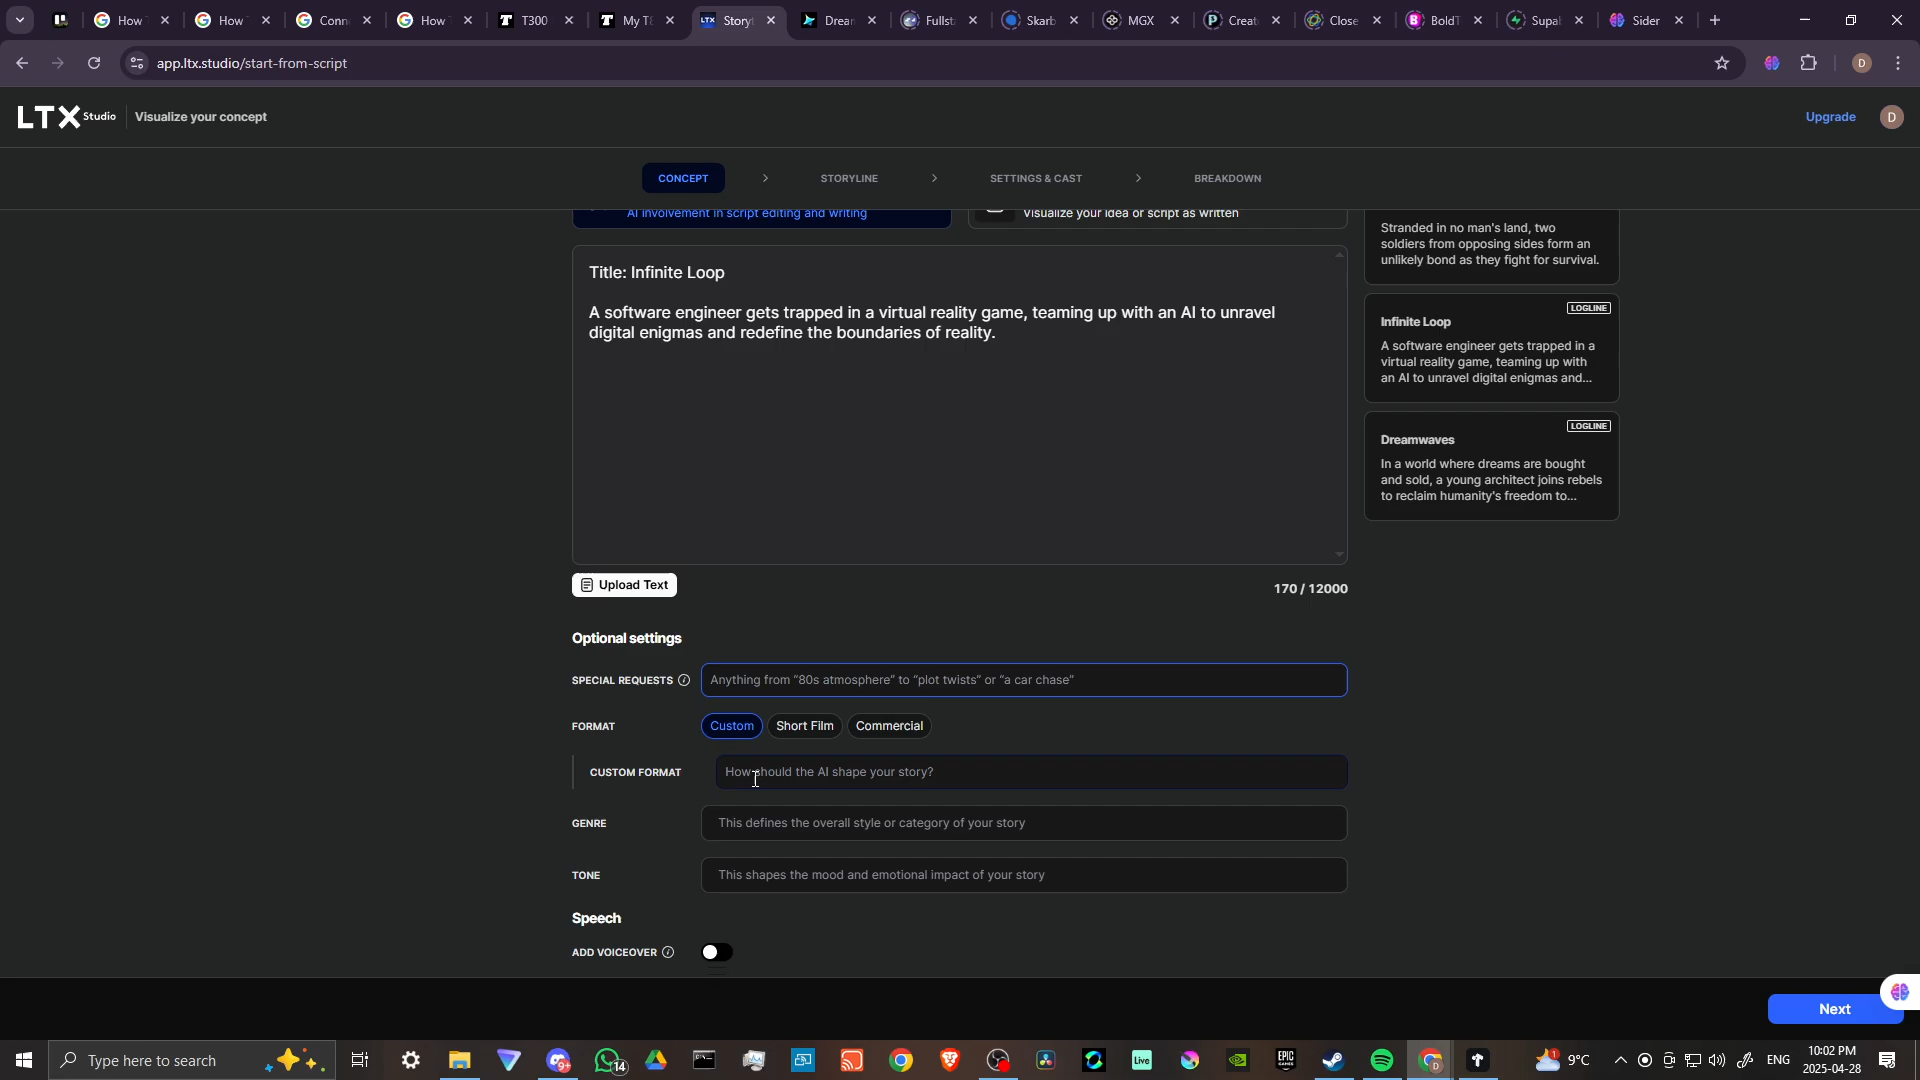 How
How
Conn
How
T300
My T8
LTX
Story
Drear
Fullst
Skarb
MGX
Creat
Close
BoldT
Supal
Sider
app.ltx.studio/start-from-script
D
LTX Studio
Visualize your concept
Upgrade
D
CONCEPT
STORYLINE
SETTINGS & CAST
BREAKDOWN
AI involvement in script editing and writing
Visualize your idea or script as written
Stranded in no man's land, two
soldiers from opposing sides form an
unlikely bond as they fight for survival.
Title: Infinite Loop
A software engineer gets trapped in a virtual reality game, teaming up with an AI to unravel
digital enigmas and redefine the boundaries of reality.
LOGLINE
Infinite Loop
A software engineer gets trapped in a
virtual reality game, teaming up with
an AI to unravel digital enigmas and...
LOGLINE
Dreamwaves
In a world where dreams are bought
and sold, a young architect joins rebels
to reclaim humanity's freedom to...
Upload Text
170 / 12000
Optional settings
SPECIAL REQUESTS
Anything from “80s atmosphere” to “plot twists” or “a car chase”
FORMAT
Custom
Short Film
Commercial
CUSTOM FORMAT
How should the AI shape your story?
GENRE
This defines the overall style or category of your story
TONE
This shapes the mood and emotional impact of your story
Speech
ADD VOICEOVER
Next
Type here to search
9+
14
Live
EPIC GAMES
D
1
9°C
ENG
10:02 PM
2025-04-28